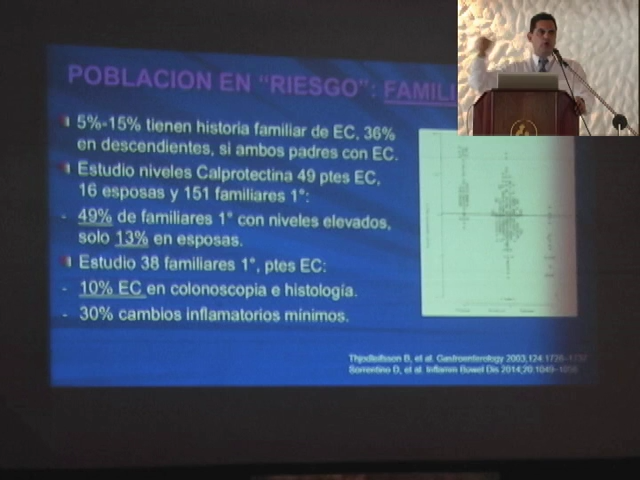 POBLACION EN "RIESGO": FAMILI
5%-15% tienen historia familiar de EC, 36%
en descendientes, si ambos padres con EC.
Estudio niveles Calprotectina 49 ptes EC,
16 esposas y 151 familiares 1°:
- 49% de familiares 1° con niveles elevados,
solo 13% en esposas.
Estudio 38 familiares 1°, ptes EC:
- 10% EC en colonoscopia e histología.
- 30% cambios inflamatorios mínimos.
et al. Gastroenterology 2003;124:
Sorrentino D, et al. Inflamm Bowel Dis 2014;20:1049-